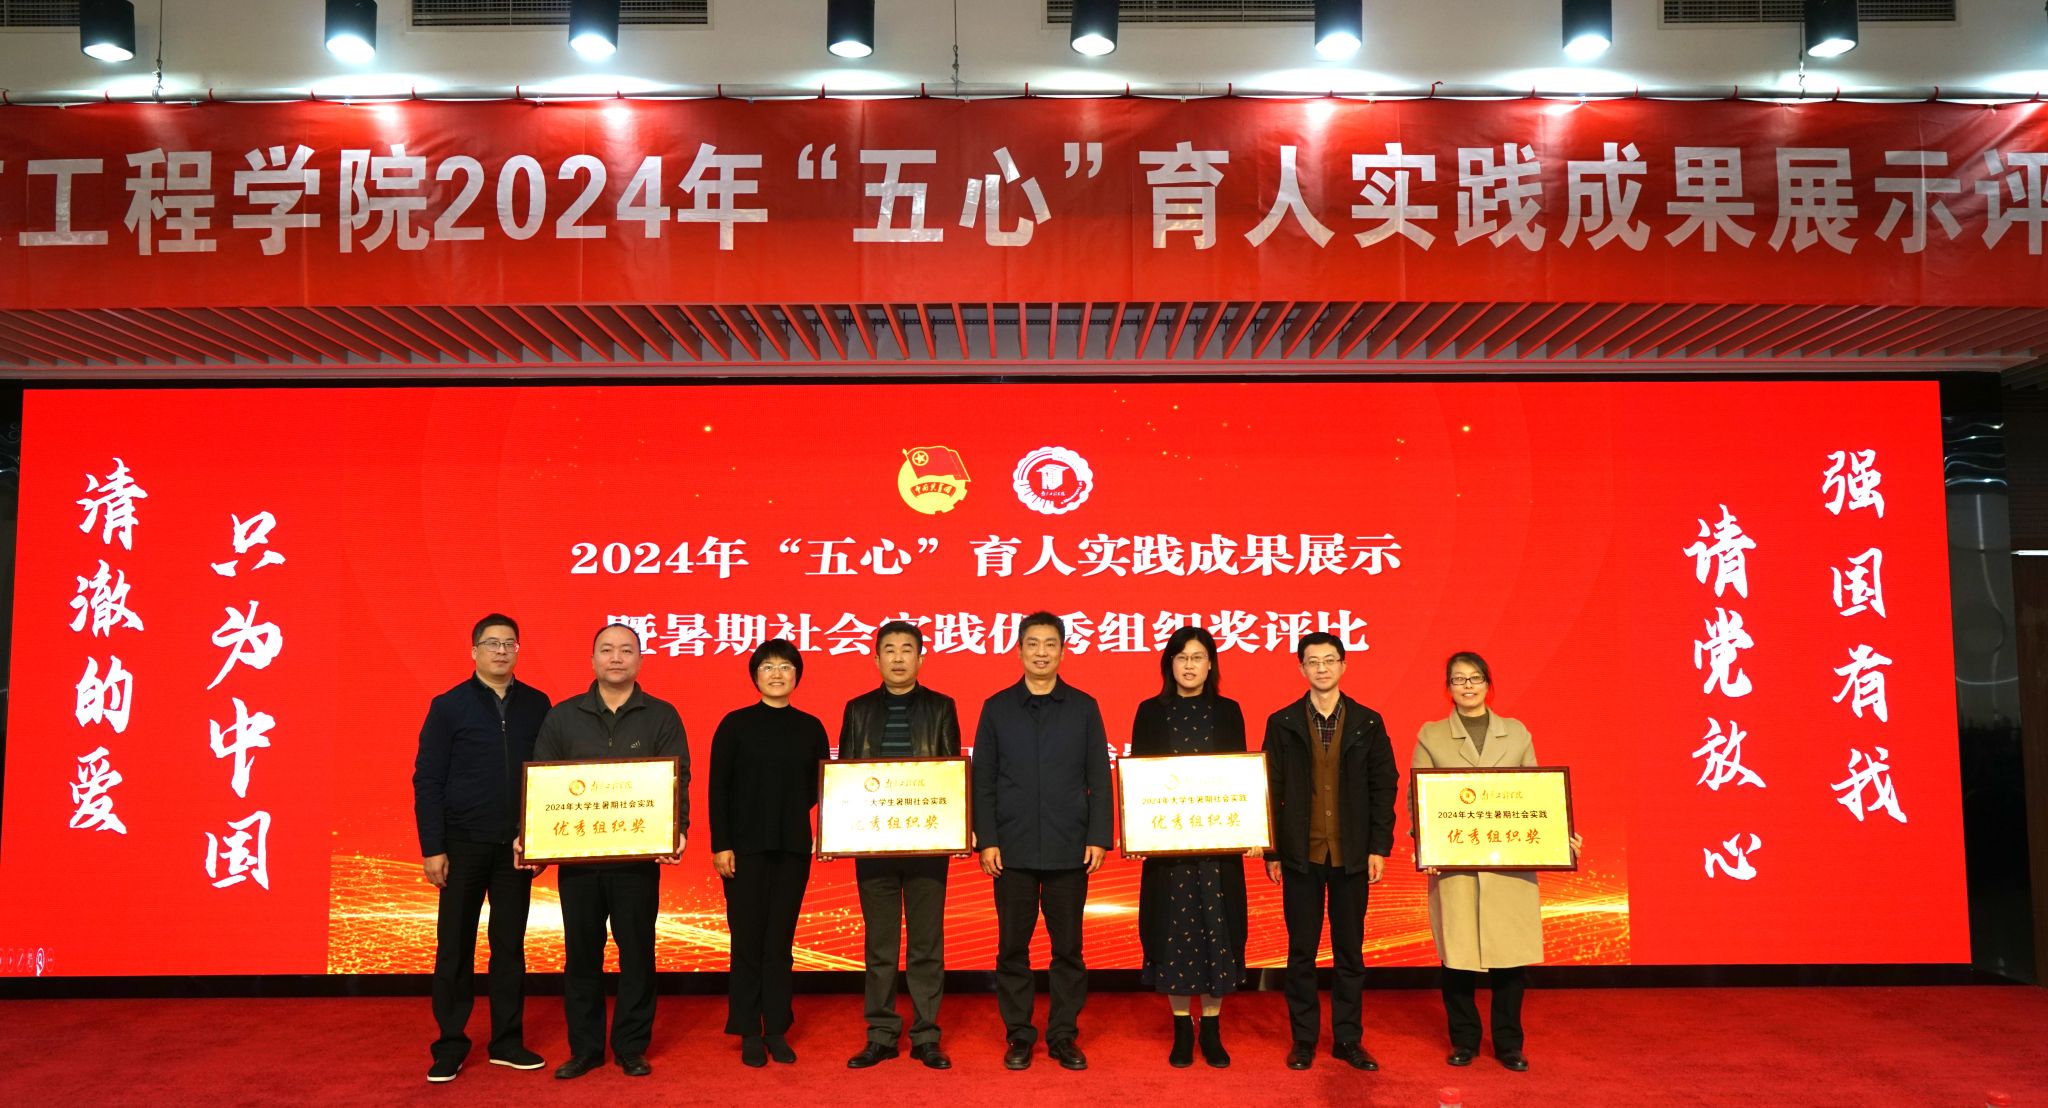 工程学院2024年“五心”育人实践成果展示评
清澈的爱
只为中国
中国共青团
2024年“五心”育人实践成果展示
暨暑期社会实践优秀组织奖评比
请党放心
强国有我
2024年大学生暑期社会实践
优秀组织奖
大学生暑期社会实践
优秀组织奖
2024年大学生暑期社会实践
优秀组织奖
2024年大学生暑期社会实践
优秀组织奖